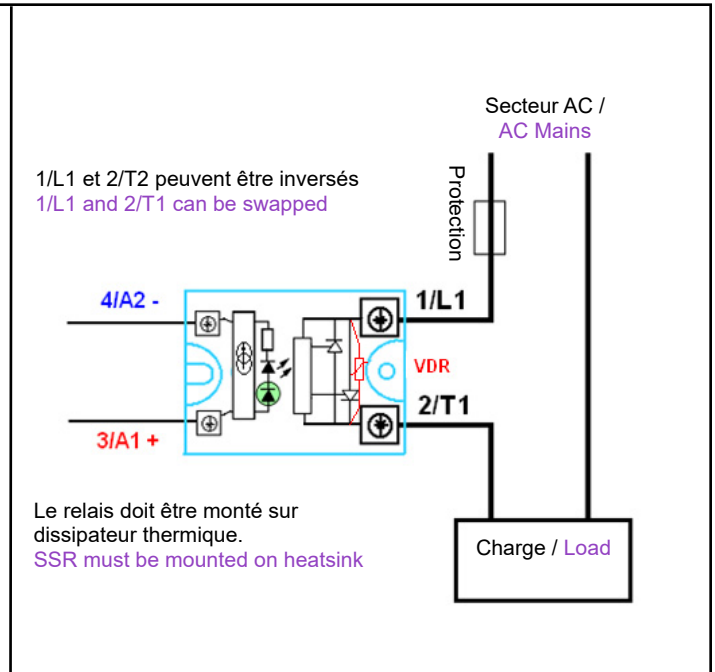 Secteur AC /
AC Mains
1/L1 et 2/T2 peuvent être inversés
1/L1 and 2/T1 can be swapped
Protection
4/A2 -
1/L1
VDR
2/T1
3/A1 +
Le relais doit être monté sur
dissipateur thermique.
SSR must be mounted on heatsink
Charge / Load